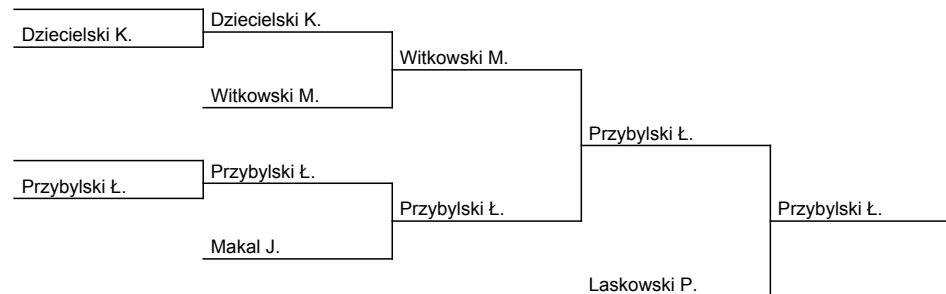 Dziecielski K.
Dziecielski K.
Witkowski M.
Witkowski M.
Przybylski Ł.
Przybylski Ł.
Przybylski Ł.
Przybylski Ł.
Przybylski Ł.
Makal J.
Laskowski P.